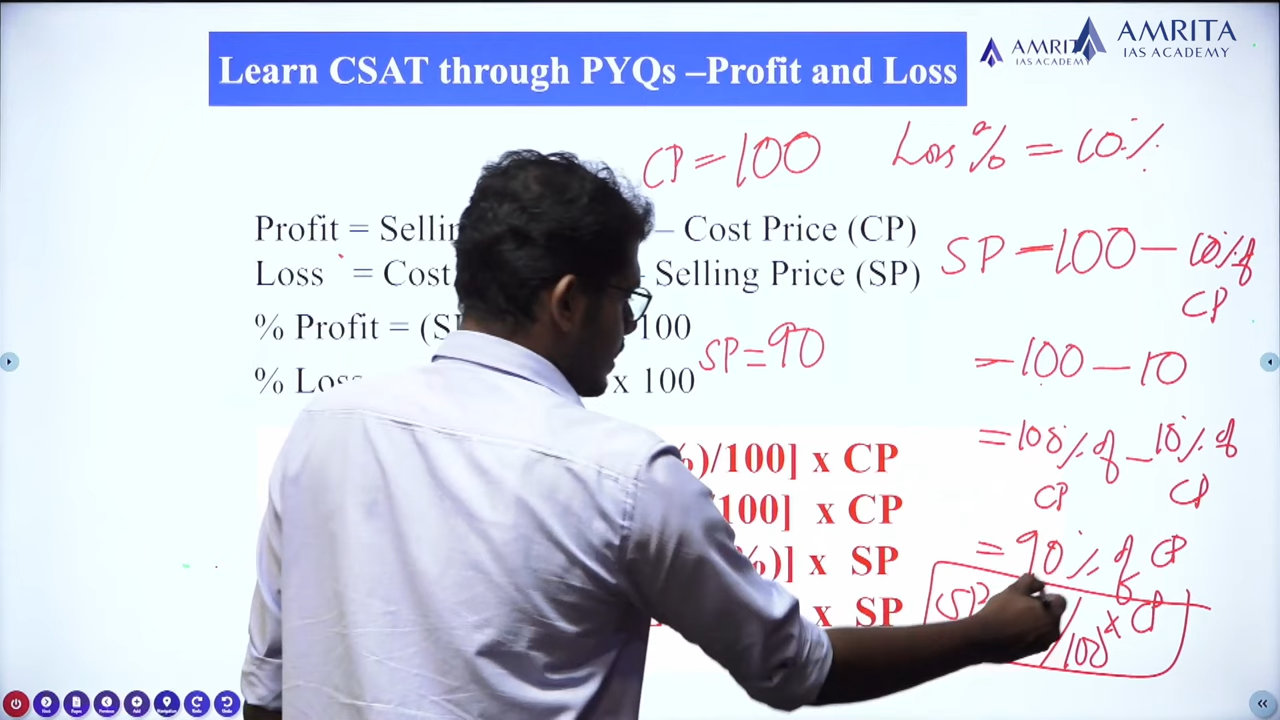 Learn CSAT through PYQs –Profit and Loss
AMRITA
IAS ACADEMY
AMRITA
IAS ACADEMY
CP = 100
Loss % = 10%
Profit = – Cost Price (CP)
Loss = Cost Selling Price (SP)
% Profit = 100
% x 100
SP = 90
SP = 100 – 10% of
CP
= 100 – 10
= 100% of – 10% of
CP CP
= 90% of CP
SP /100 x CP
)/100] x CP
100] x CP
)] x SP
x SP